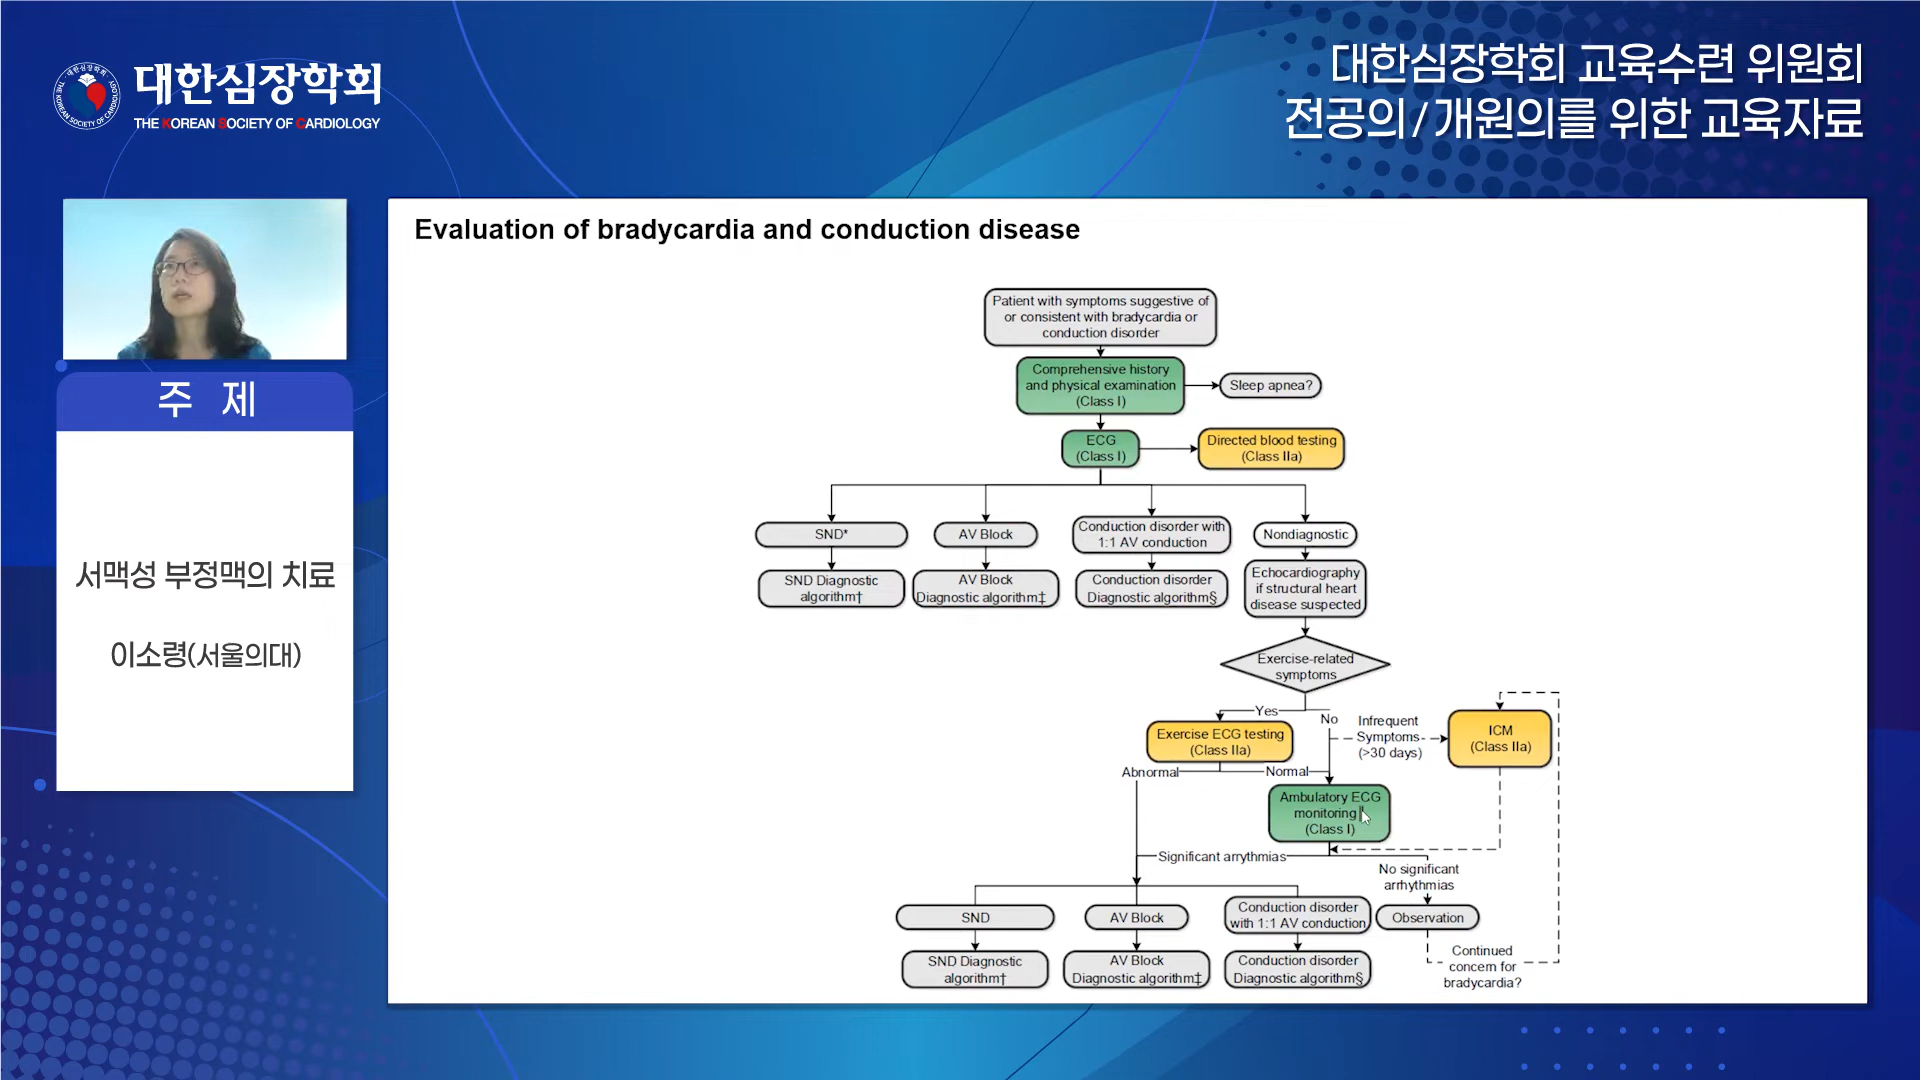 대한심장학회
THE KOREAN SOCIETY OF CARDIOLOGY
대한심장학회 교육수련 위원회
전공의/개원의를 위한 교육자료
주 제
서맥성 부정맥의 치료
이소령(서울의대)
Evaluation of bradycardia and conduction disease
Patient with symptoms suggestive of
or consistent with bradycardia or
conduction disorder
Comprehensive history
and physical examination
(Class I)
Sleep apnea?
ECG
(Class I)
Directed blood testing
(Class IIa)
SND*
AV Block
Conduction disorder with
1:1 AV conduction
Nondiagnostic
SND Diagnostic
algorithm†
AV Block
Diagnostic algorithm‡
Conduction disorder
Diagnostic algorithm§
Echocardiography
if structural heart
disease suspected
Exercise-related
symptoms
Yes
No
Infrequent
Symptoms
(>30 days)
ICM
(Class IIa)
Exercise ECG testing
(Class IIa)
Abnormal
Normal
Ambulatory ECG
monitoring
(Class I)
Significant arrythmias
No significant
arrhythmias
SND
AV Block
Conduction disorder
with 1:1 AV conduction
Observation
SND Diagnostic
algorithm†
AV Block
Diagnostic algorithm‡
Conduction disorder
Diagnostic algorithm§
Continued
concern for
bradycardia?